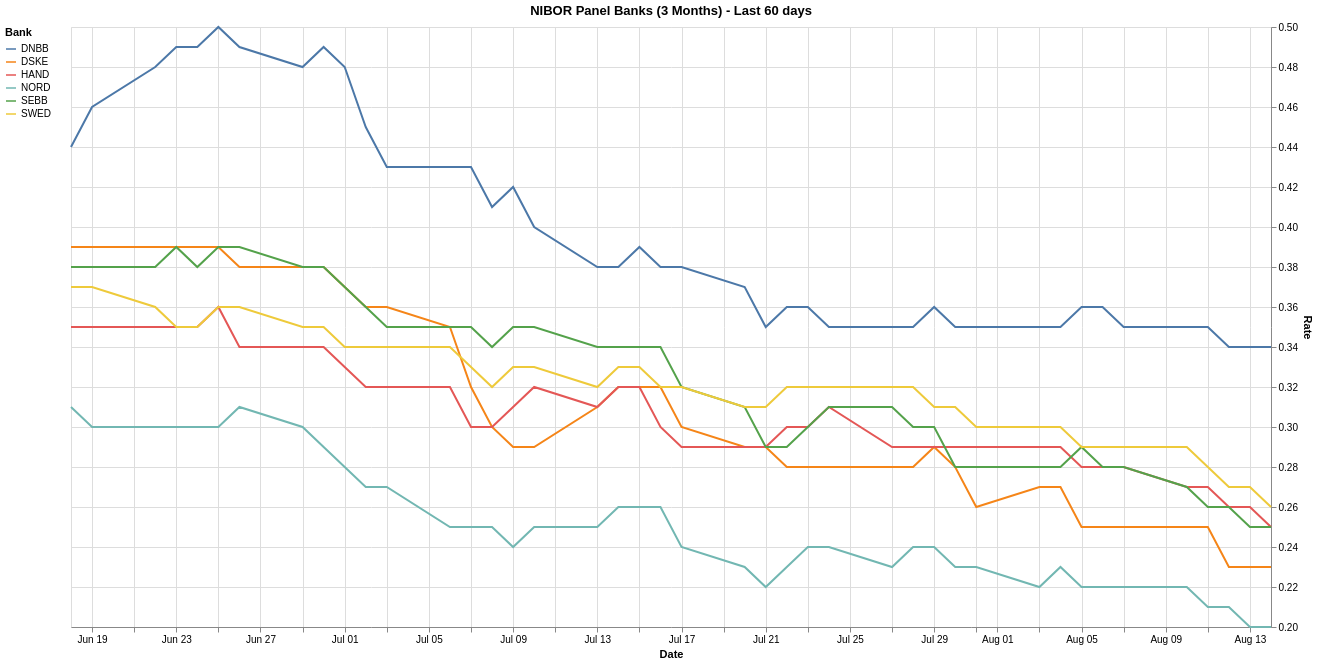 NIBOR Panel Banks (3 Months) - Last 60 days
Bank
DNBB
DSKE
HAND
NORD
SEBB
SWED
0.50
0.48
0.46
0.44
0.42
0.40
0.38
0.36
0.34
0.32
0.30
0.28
0.26
0.24
0.22
0.20
Rate
Jun 19 Jun 23 Jun 27 Jul 01 Jul 05 Jul 09 Jul 13 Jul 17 Jul 21 Jul 25 Jul 29 Aug 01 Aug 05 Aug 09 Aug 13
Date